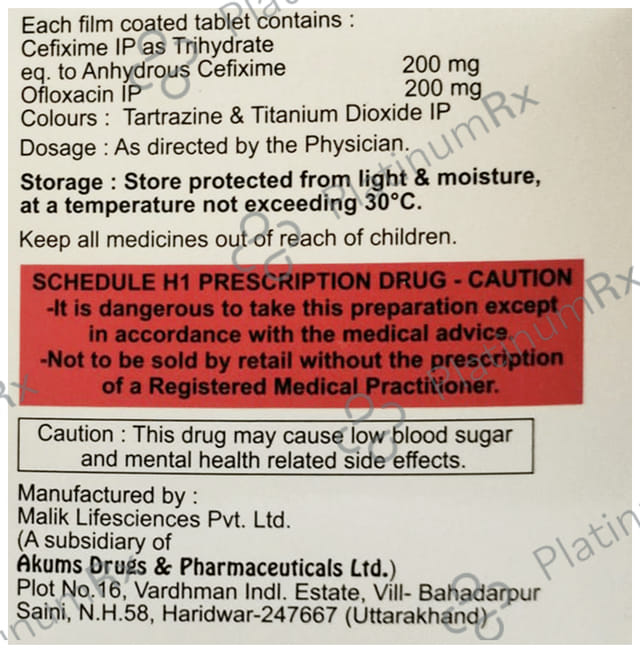 Each film coated tablet contains :
Cefixime IP as Trihydrate
eq. to Anhydrous Cefixime 200 mg
Ofloxacin IP 200 mg
Colours : Tartrazine & Titanium Dioxide IP
Dosage : As directed by the Physician.
Storage : Store protected from light & moisture,
at a temperature not exceeding 30°C.
Keep all medicines out of reach of children.
SCHEDULE H1 PRESCRIPTION DRUG - CAUTION
-It is dangerous to take this preparation except
in accordance with the medical advice.
-Not to be sold by retail without the prescription
of a Registered Medical Practitioner.
Caution : This drug may cause low blood sugar
and mental health related side effects.
Manufactured by :
Malik Lifesciences Pvt. Ltd.
(A subsidiary of
Akums Drugs & Pharmaceuticals Ltd.)
Plot No.16, Vardhman Indl. Estate, Vill- Bahadarpur
Saini, N.H.58, Haridwar-247667 (Uttarakhand)
PlatinumRx
PlatinumRx
Platin
numRx
Rx